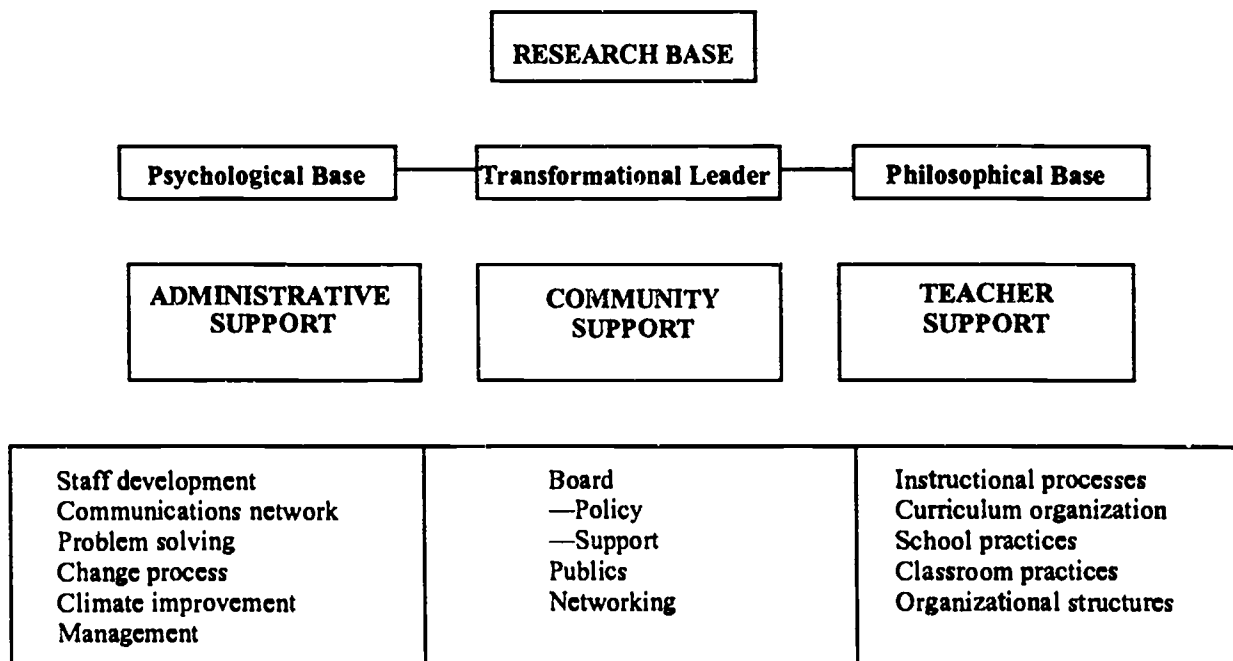 RESEARCH BASE
Psychological Base
Transformational Leader
Philosophical Base
ADMINISTRATIVE
SUPPORT
COMMUNITY
SUPPORT
TEACHER
SUPPORT
Staff development
Communications network
Problem solving
Change process
Climate improvement
Management
Board
—Policy
—Support
Publics
Networking
Instructional processes
Curriculum organization
School practices
Classroom practices
Organizational structures